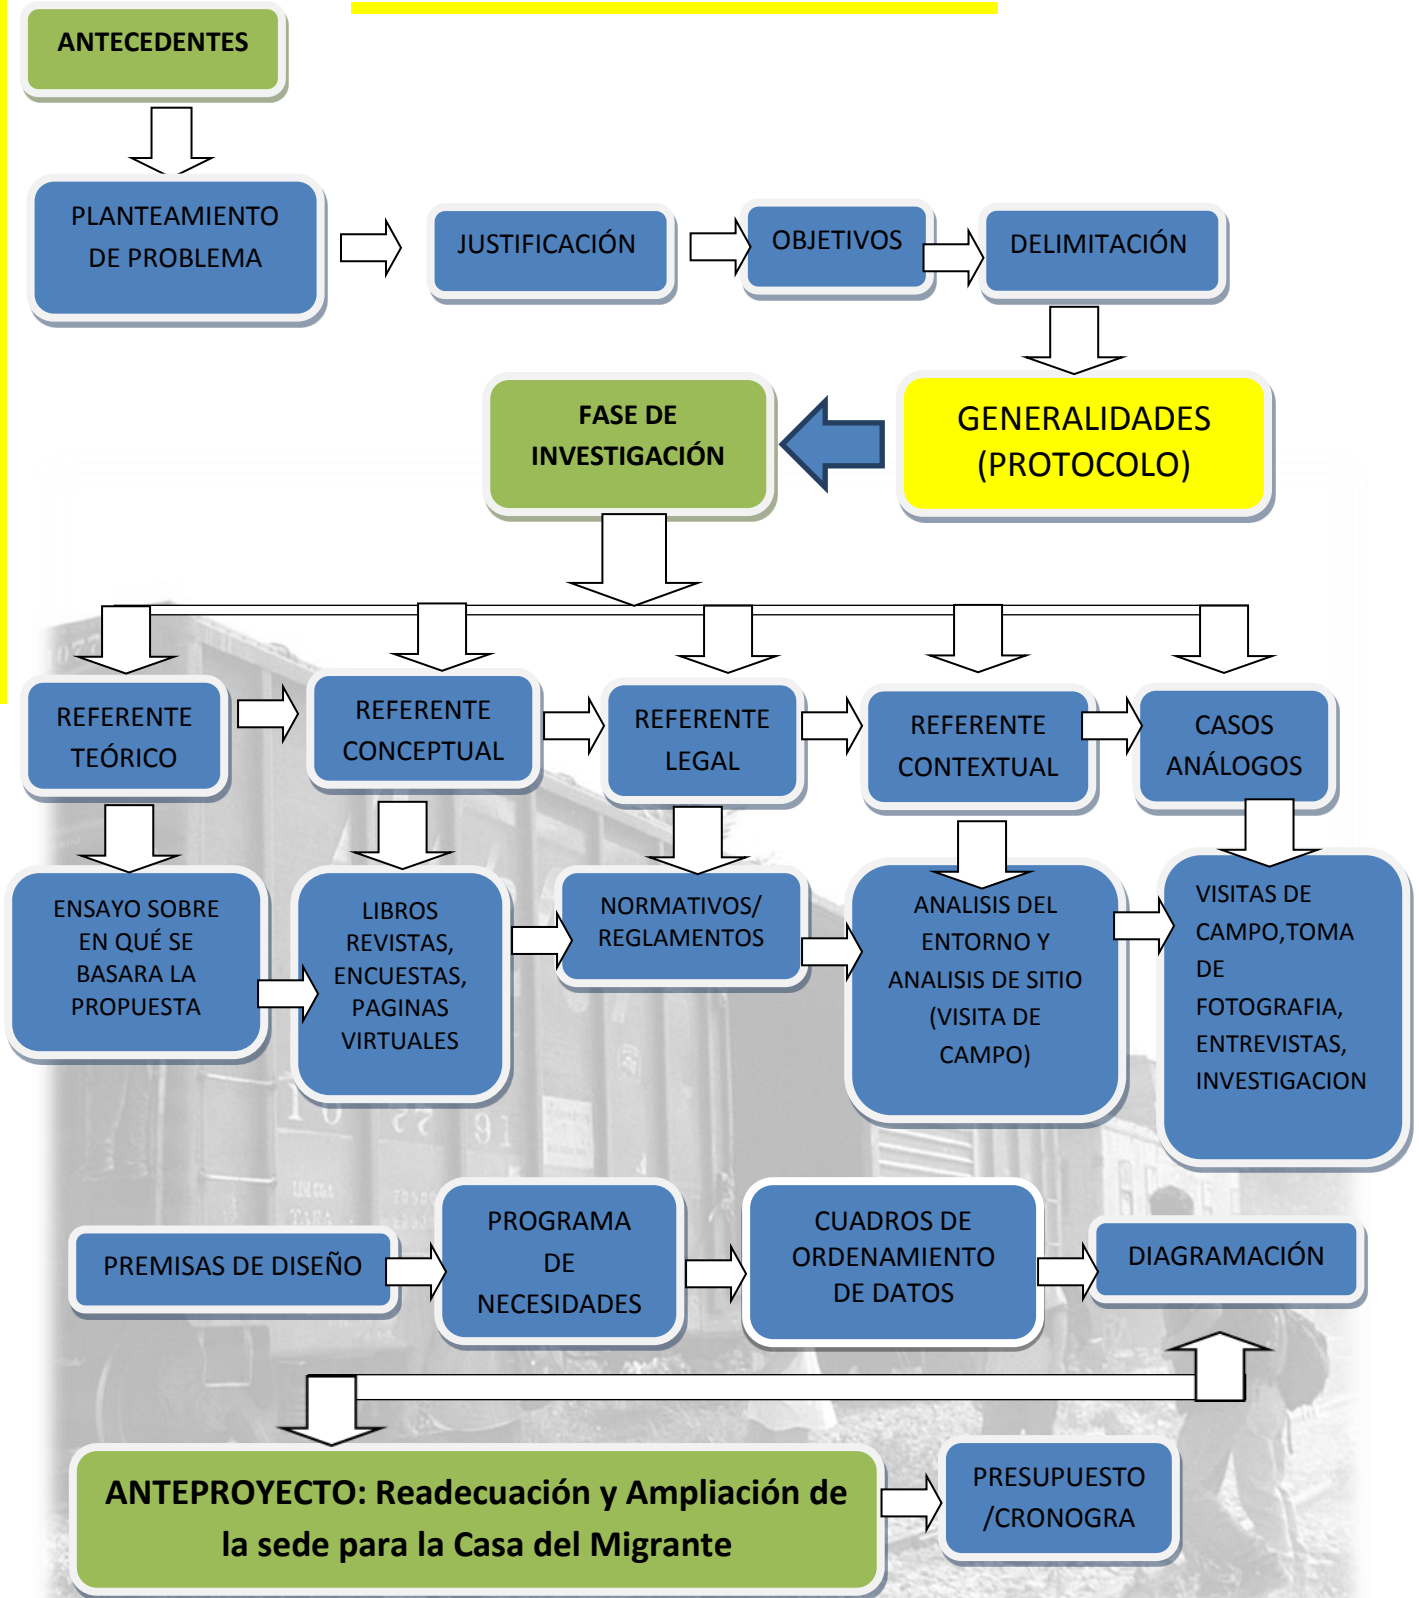 ANTECEDENTES
PLANTEAMIENTO
DE PROBLEMA
JUSTIFICACIÓN
OBJETIVOS
DELIMITACIÓN
GENERALIDADES
(PROTOCOLO)
FASE DE
INVESTIGACIÓN
REFERENTE
TEÓRICO
REFERENTE
CONCEPTUAL
REFERENTE
LEGAL
REFERENTE
CONTEXTUAL
CASOS
ANÁLOGOS
ENSAYO SOBRE
EN QUÉ SE
BASARA LA
PROPUESTA
LIBROS
REVISTAS,
ENCUESTAS,
PAGINAS
VIRTUALES
NORMATIVOS/
REGLAMENTOS
ANALISIS DEL
ENTORNO Y
ANALISIS DE SITIO
(VISITA DE
CAMPO)
VISITAS DE
CAMPO,TOMA
DE
FOTOGRAFIA,
ENTREVISTAS,
INVESTIGACION
PREMISAS DE DISEÑO
PROGRAMA
DE
NECESIDADES
CUADROS DE
ORDENAMIENTO
DE DATOS
DIAGRAMACIÓN
ANTEPROYECTO: Readecuación y Ampliación de
la sede para la Casa del Migrante
PRESUPUESTO
/CRONOGRA